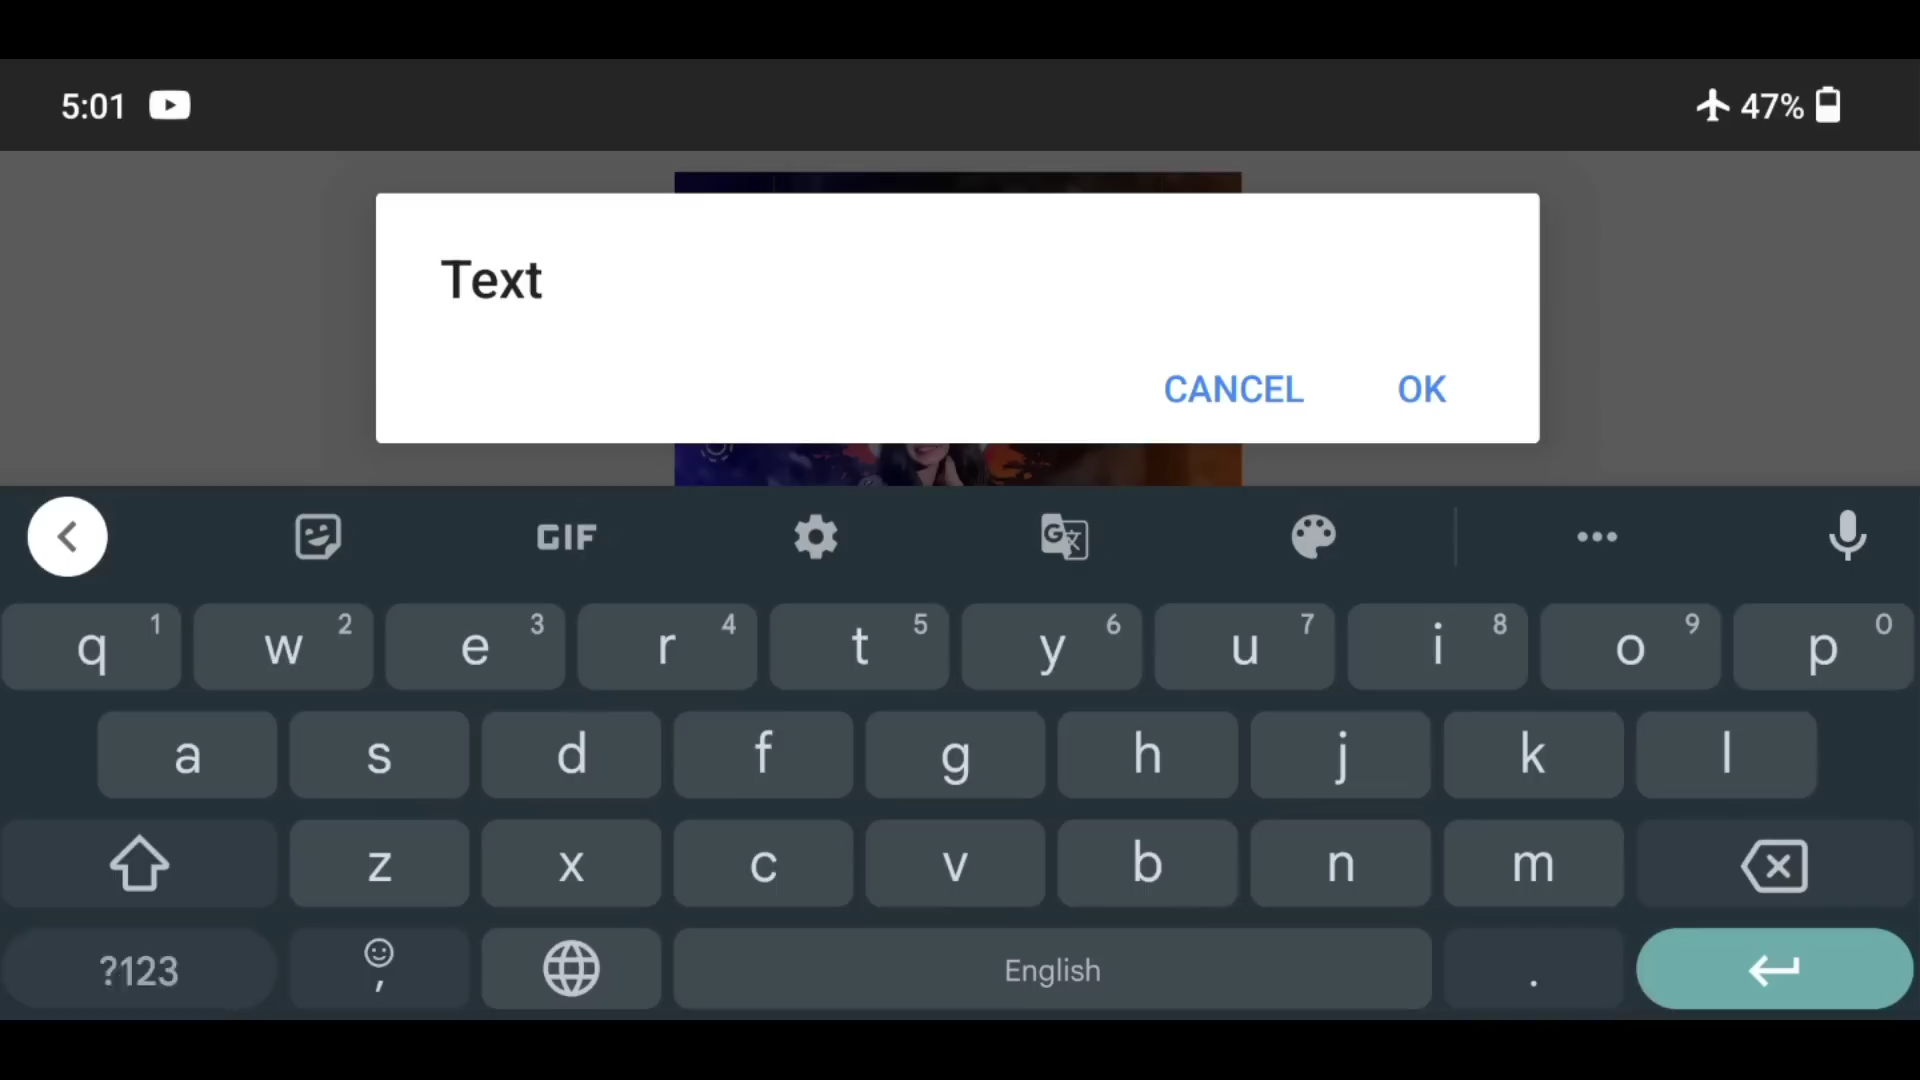 5:01
47%
Text
CANCEL OK
GIF
G
q 1 w 2 e 3 r 4 t 5 y 6 u 7 i 8 o 9 p 0
a s d f g h j k l
z x c v b n m
?123 , English .